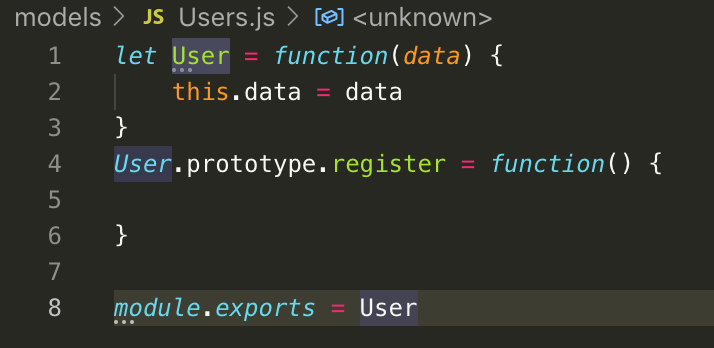 models > JS Users.js > <unknown>
1 let User = function(data) {
2     this.data = data
3 }
4 User.prototype.register = function() {
5
6 }
7
8 module.exports = User